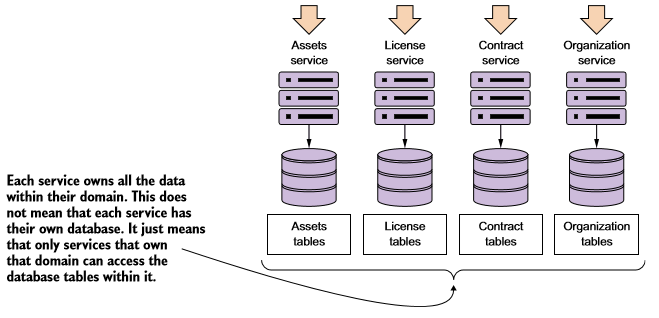 Assets
service
License
service
Contract
service
Organization
service
Assets
tables
License
tables
Contract
tables
Organization
tables
Each service owns all the data
within their domain. This does
not mean that each service has
their own database. It just means
that only services that own
that domain can access the
database tables within it.